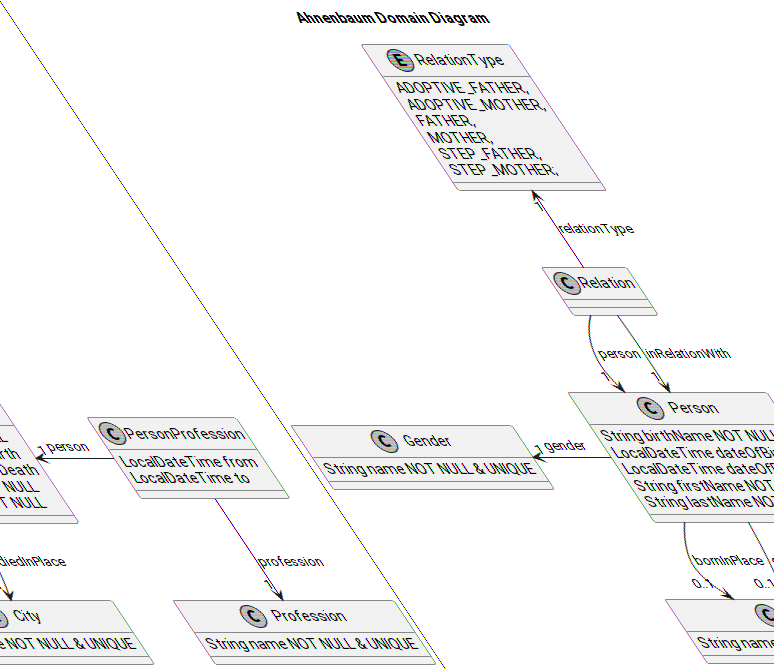 Ahnenbaum Domain Diagram
E RelationType
ADOPTIVE_FATHER,
ADOPTIVE_MOTHER,
FATHER,
MOTHER,
STEP_FATHER,
STEP_MOTHER;
1
relationType
C Relation
person
inRelationWith
1
1
C Person
String birthName NOT NUL
LocalDateTime dateOfBi
LocalDateTime dateOf
String firstName NOT
String lastName NO
1 gender
C Gender
String name NOT NULL & UNIQUE
C PersonProfession
LocalDateTime from
LocalDateTime to
1 person
rth
Death
NULL
T NULL
profession
1
C Profession
String name NOT NULL & UNIQUE
diedInPlace
City
e NOT NULL & UNIQUE
bornInPlace
0..1
0..1
C
String name